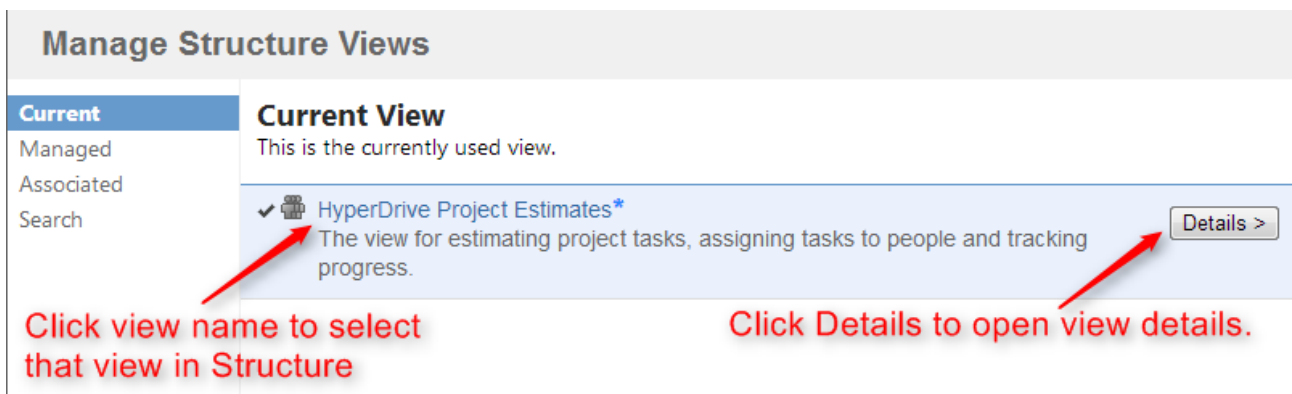 Manage Structure Views
Current
Managed
Associated
Search
Current View
This is the currently used view.
HyperDrive Project Estimates*
The view for estimating project tasks, assigning tasks to people and tracking
progress.
Details >
Click view name to select
that view in Structure
Click Details to open view details.